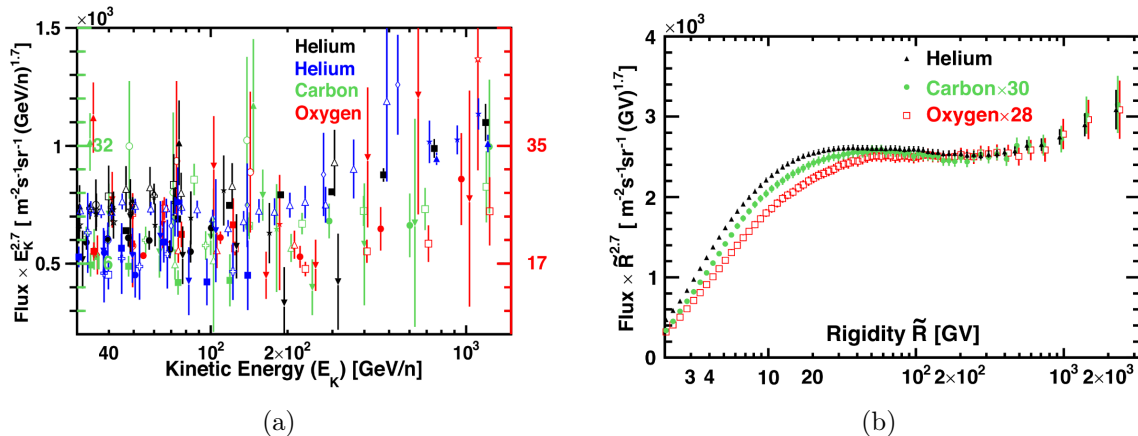 ×10³
1.5
1.0
0.5
Flux × E_K^2.7 [ m⁻²s⁻¹sr⁻¹ (GeV/n)^1.7]
32
16
Helium
Helium
Carbon
Oxygen
35
17
40 10² 2×10² 10³
Kinetic Energy (E_K) [GeV/n]
(a)
×10³
4
3
2
1
0
Flux × R̃^2.7 [ m⁻²s⁻¹sr⁻¹ (GV)^1.7]
Helium
Carbon×30
Oxygen×28
Rigidity R̃ [GV]
3 4 10 20 10² 2×10² 10³ 2×10³
(b)